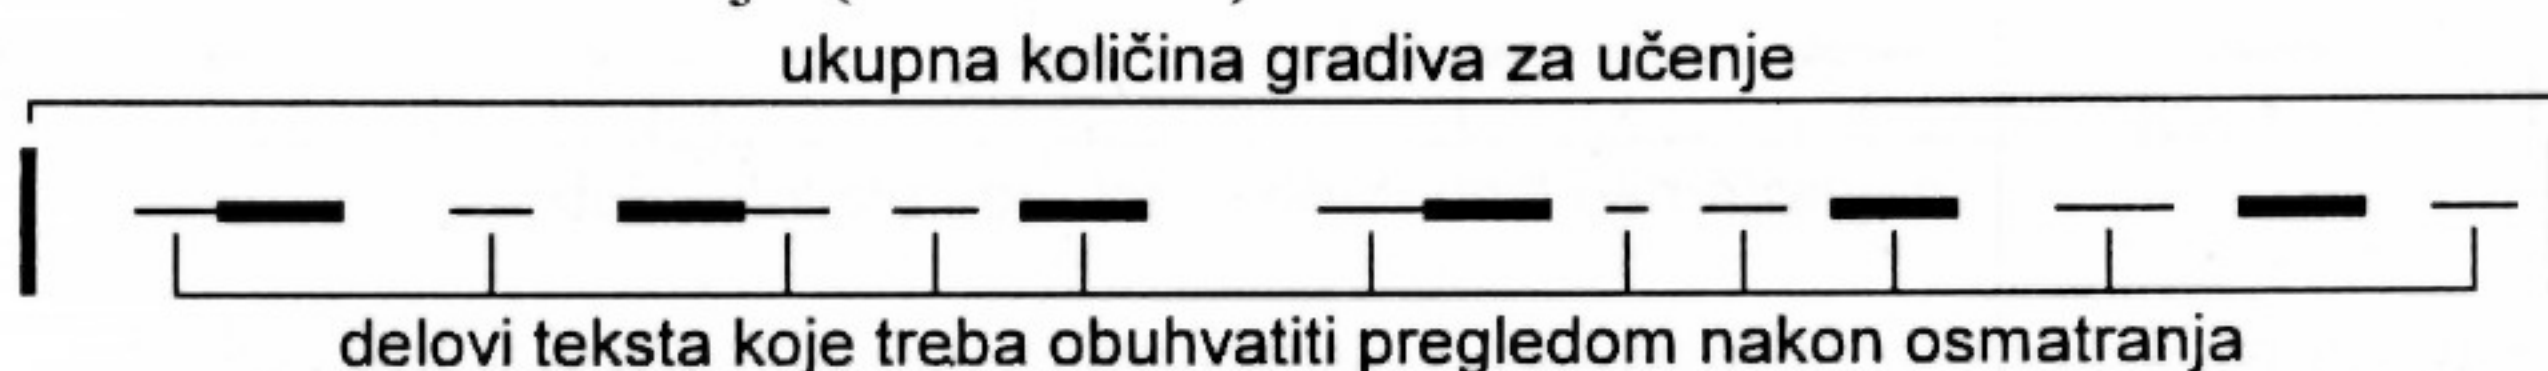 ukupna količina gradiva za učenje
delovi teksta koje treba obuhvatiti pregledom nakon osmatranja